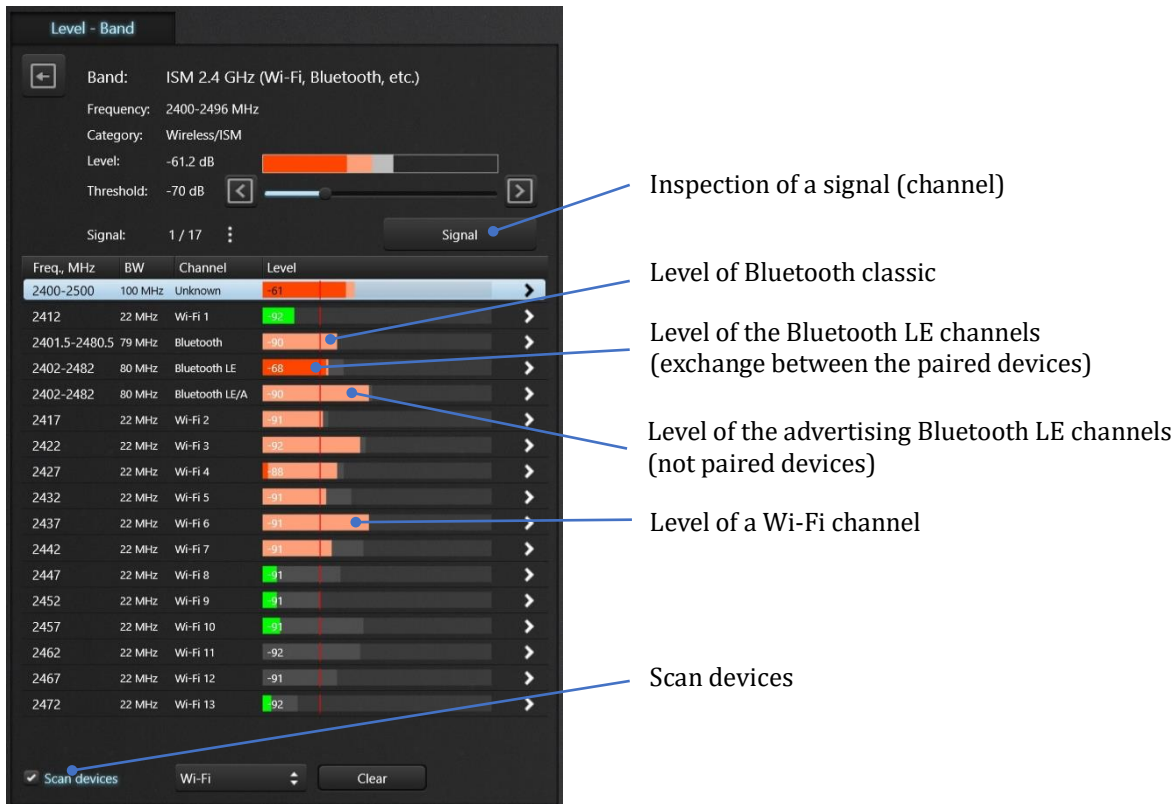 Level - Band
Band: ISM 2.4 GHz (Wi-Fi, Bluetooth, etc.)
Frequency: 2400-2496 MHz
Category: Wireless/ISM
Level: -61.2 dB
Threshold: -70 dB
Signal: 1 / 17 Signal
Freq., MHz BW Channel Level
2400-2500 100 MHz Unknown -61
2412 22 MHz Wi-Fi 1 -92
2401.5-2480.5 79 MHz Bluetooth -90
2402-2482 80 MHz Bluetooth LE -68
2402-2482 80 MHz Bluetooth LE/A -90
2417 22 MHz Wi-Fi 2 -91
2422 22 MHz Wi-Fi 3 -92
2427 22 MHz Wi-Fi 4 -88
2432 22 MHz Wi-Fi 5 -91
2437 22 MHz Wi-Fi 6 -91
2442 22 MHz Wi-Fi 7 -91
2447 22 MHz Wi-Fi 8 -91
2452 22 MHz Wi-Fi 9 -91
2457 22 MHz Wi-Fi 10 -91
2462 22 MHz Wi-Fi 11 -92
2467 22 MHz Wi-Fi 12 -91
2472 22 MHz Wi-Fi 13 -92
Scan devices Wi-Fi Clear
Inspection of a signal (channel)
Level of Bluetooth classic
Level of the Bluetooth LE channels
(exchange between the paired devices)
Level of the advertising Bluetooth LE channels
(not paired devices)
Level of a Wi-Fi channel
Scan devices